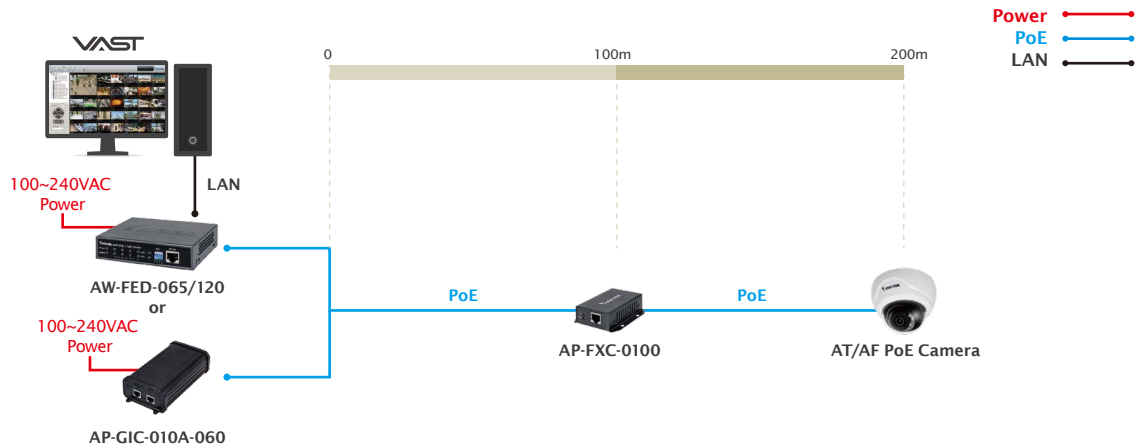 Power
PoE
LAN
VAST
0
100m
200m
LAN
100~240VAC
Power
AW-FED-065/120
or
100~240VAC
Power
AP-GIC-010A-060
PoE
PoE
AP-FXC-0100
AT/AF PoE Camera